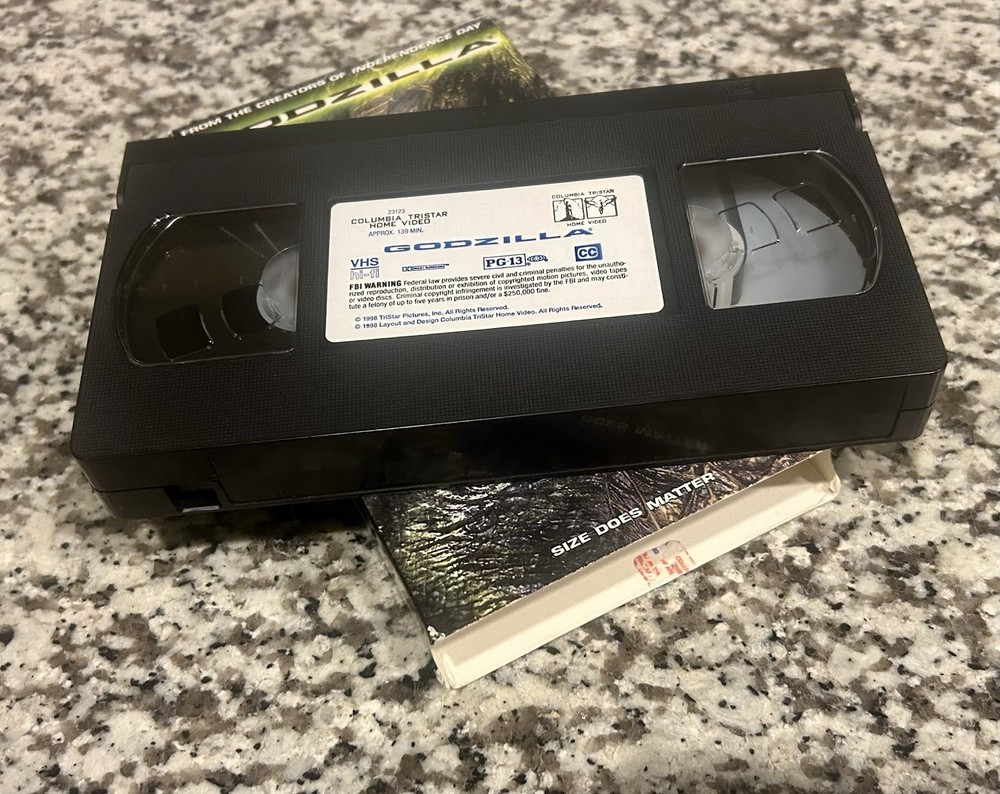 FROM THE CREATORS OF INDEPENDENCE DAY
ODZILLA
23123
COLUMBIA TRISTAR
HOME VIDEO
APPROX. 139 MIN.
COLUMBIA TRISTAR
HOME VIDEO
GODZILLA
VHS
hi-fi
DOLBY SURROUND
PG-13
CC
FBI WARNING Federal law provides severe civil and criminal penalties for the unautho-
rized reproduction, distribution or exhibition of copyrighted motion pictures, video tapes
or video discs. Criminal copyright infringement is investigated by the FBI and may consti-
tute a felony of up to five years in prison and/or a $250,000 fine.
© 1998 TriStar Pictures, Inc. All Rights Reserved.
© 1998 Layout and Design Columbia TriStar Home Video. All Rights Reserved.
SIZE DOES MATTER